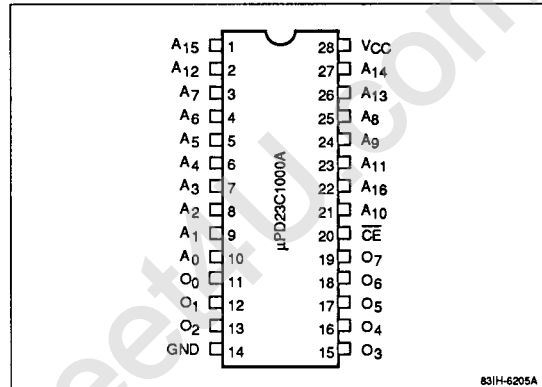 A15 1 28 VCC
A12 2 27 A14
A7 3 26 A13
A6 4 25 A8
A5 5 24 A9
A4 6 23 A11
A3 7 22 A16
A2 8 21 A10
A1 9 20 CE
A0 10 19 O7
O0 11 18 O6
O1 12 17 O5
O2 13 16 O4
GND 14 15 O3
μPD23C1000A
83IH-6205A
eet4U.com